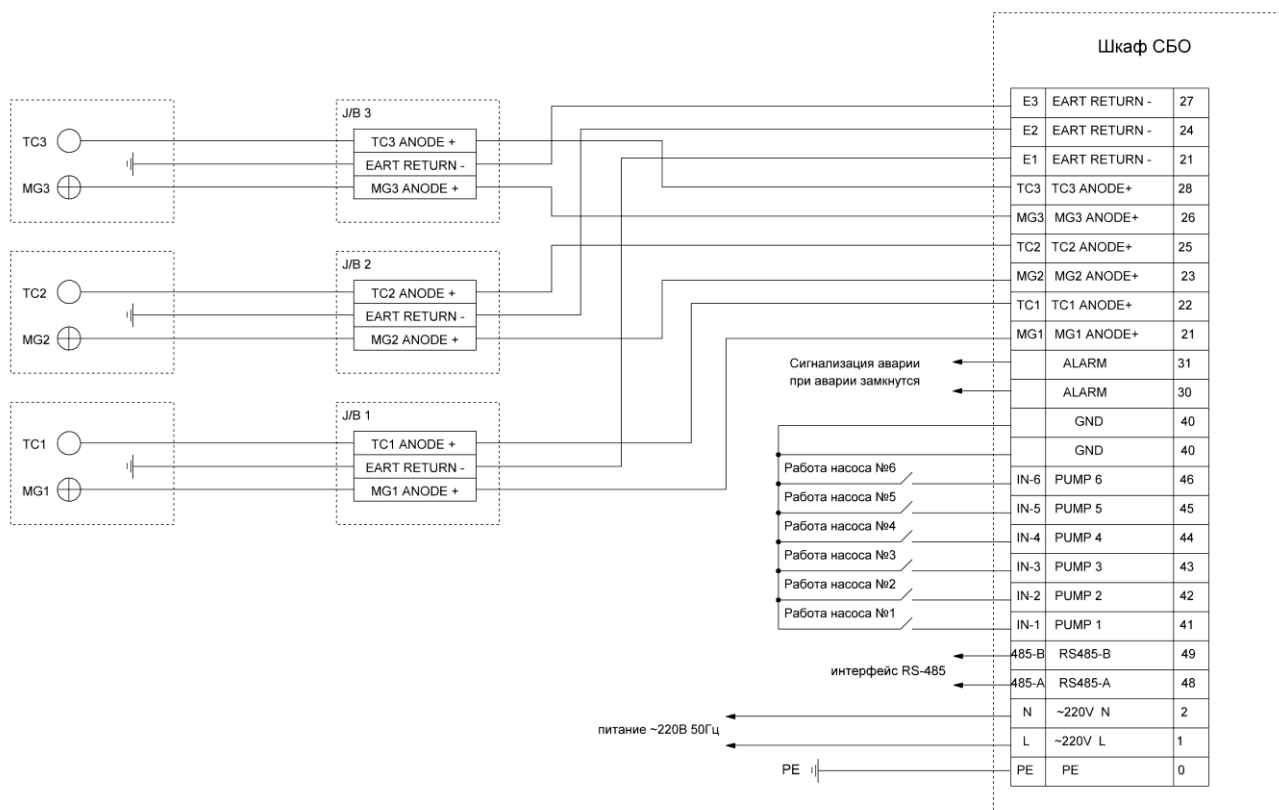 Шкаф СБО
E3 EART RETURN - 27
E2 EART RETURN - 24
E1 EART RETURN - 21
TC3 TC3 ANODE+ 28
MG3 MG3 ANODE+ 26
TC2 TC2 ANODE+ 25
MG2 MG2 ANODE+ 23
TC1 TC1 ANODE+ 22
MG1 MG1 ANODE+ 21
ALARM 31
ALARM 30
GND 40
GND 40
IN-6 PUMP 6 46
IN-5 PUMP 5 45
IN-4 PUMP 4 44
IN-3 PUMP 3 43
IN-2 PUMP 2 42
IN-1 PUMP 1 41
485-B RS485-B 49
485-A RS485-A 48
N ~220V N 2
L ~220V L 1
PE PE 0
J/B 3
TC3
TC3 ANODE +
EART RETURN -
MG3
MG3 ANODE +
J/B 2
TC2
TC2 ANODE +
EART RETURN -
MG2
MG2 ANODE +
J/B 1
TC1
TC1 ANODE +
EART RETURN -
MG1
MG1 ANODE +
Сигнализация аварии
при аварии замкнутся
Работа насоса №6
Работа насоса №5
Работа насоса №4
Работа насоса №3
Работа насоса №2
Работа насоса №1
интерфейс RS-485
питание ~220В 50Гц
PE